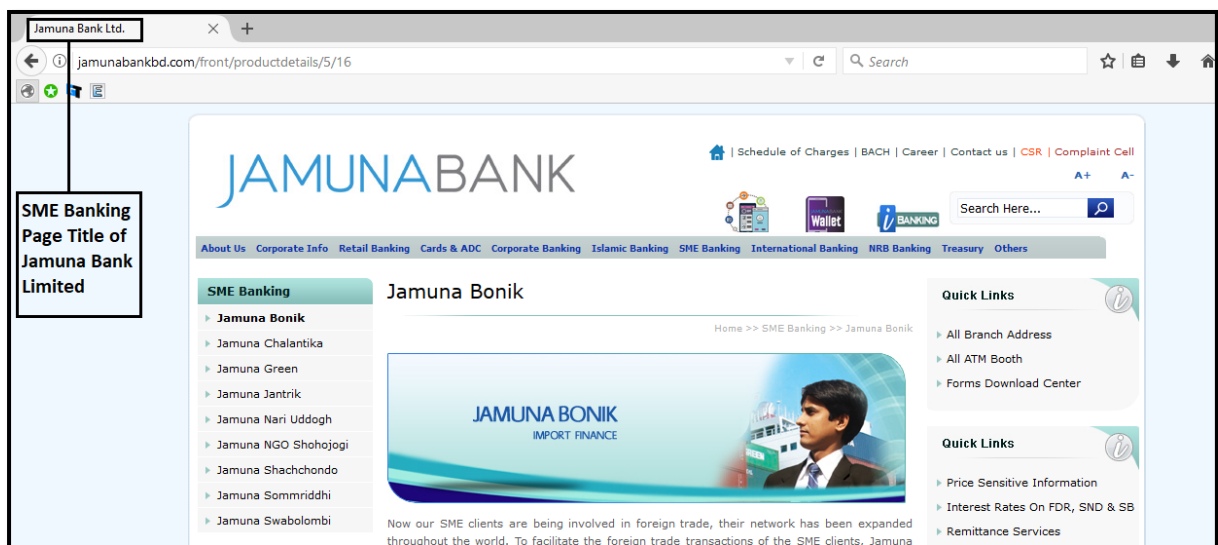 Jamuna Bank Ltd.
jamunabankbd.com/front/productdetails/5/16
Search
E
SME Banking
Page Title of
Jamuna Bank
Limited
JAMUNABANK
| Schedule of Charges | BACH | Career | Contact us | CSR | Complaint Cell
A+ A-
Wallet
i BANKING
Search Here...
About Us Corporate Info Retail Banking Cards & ADC Corporate Banking Islamic Banking SME Banking International Banking NRB Banking Treasury Others
SME Banking
Jamuna Bonik
Jamuna Chalantika
Jamuna Green
Jamuna Jantrik
Jamuna Nari Uddogh
Jamuna NGO Shohojogi
Jamuna Shachchondo
Jamuna Sommriddhi
Jamuna Swabolombi
Jamuna Bonik
Home >> SME Banking >> Jamuna Bonik
JAMUNA BONIK
IMPORT FINANCE
Now our SME clients are being involved in foreign trade, their network has been expanded
throughout the world. To facilitate the foreign trade transactions of the SME clients, Jamuna
Quick Links
All Branch Address
All ATM Booth
Forms Download Center
Quick Links
Price Sensitive Information
Interest Rates On FDR, SND & SB
Remittance Services